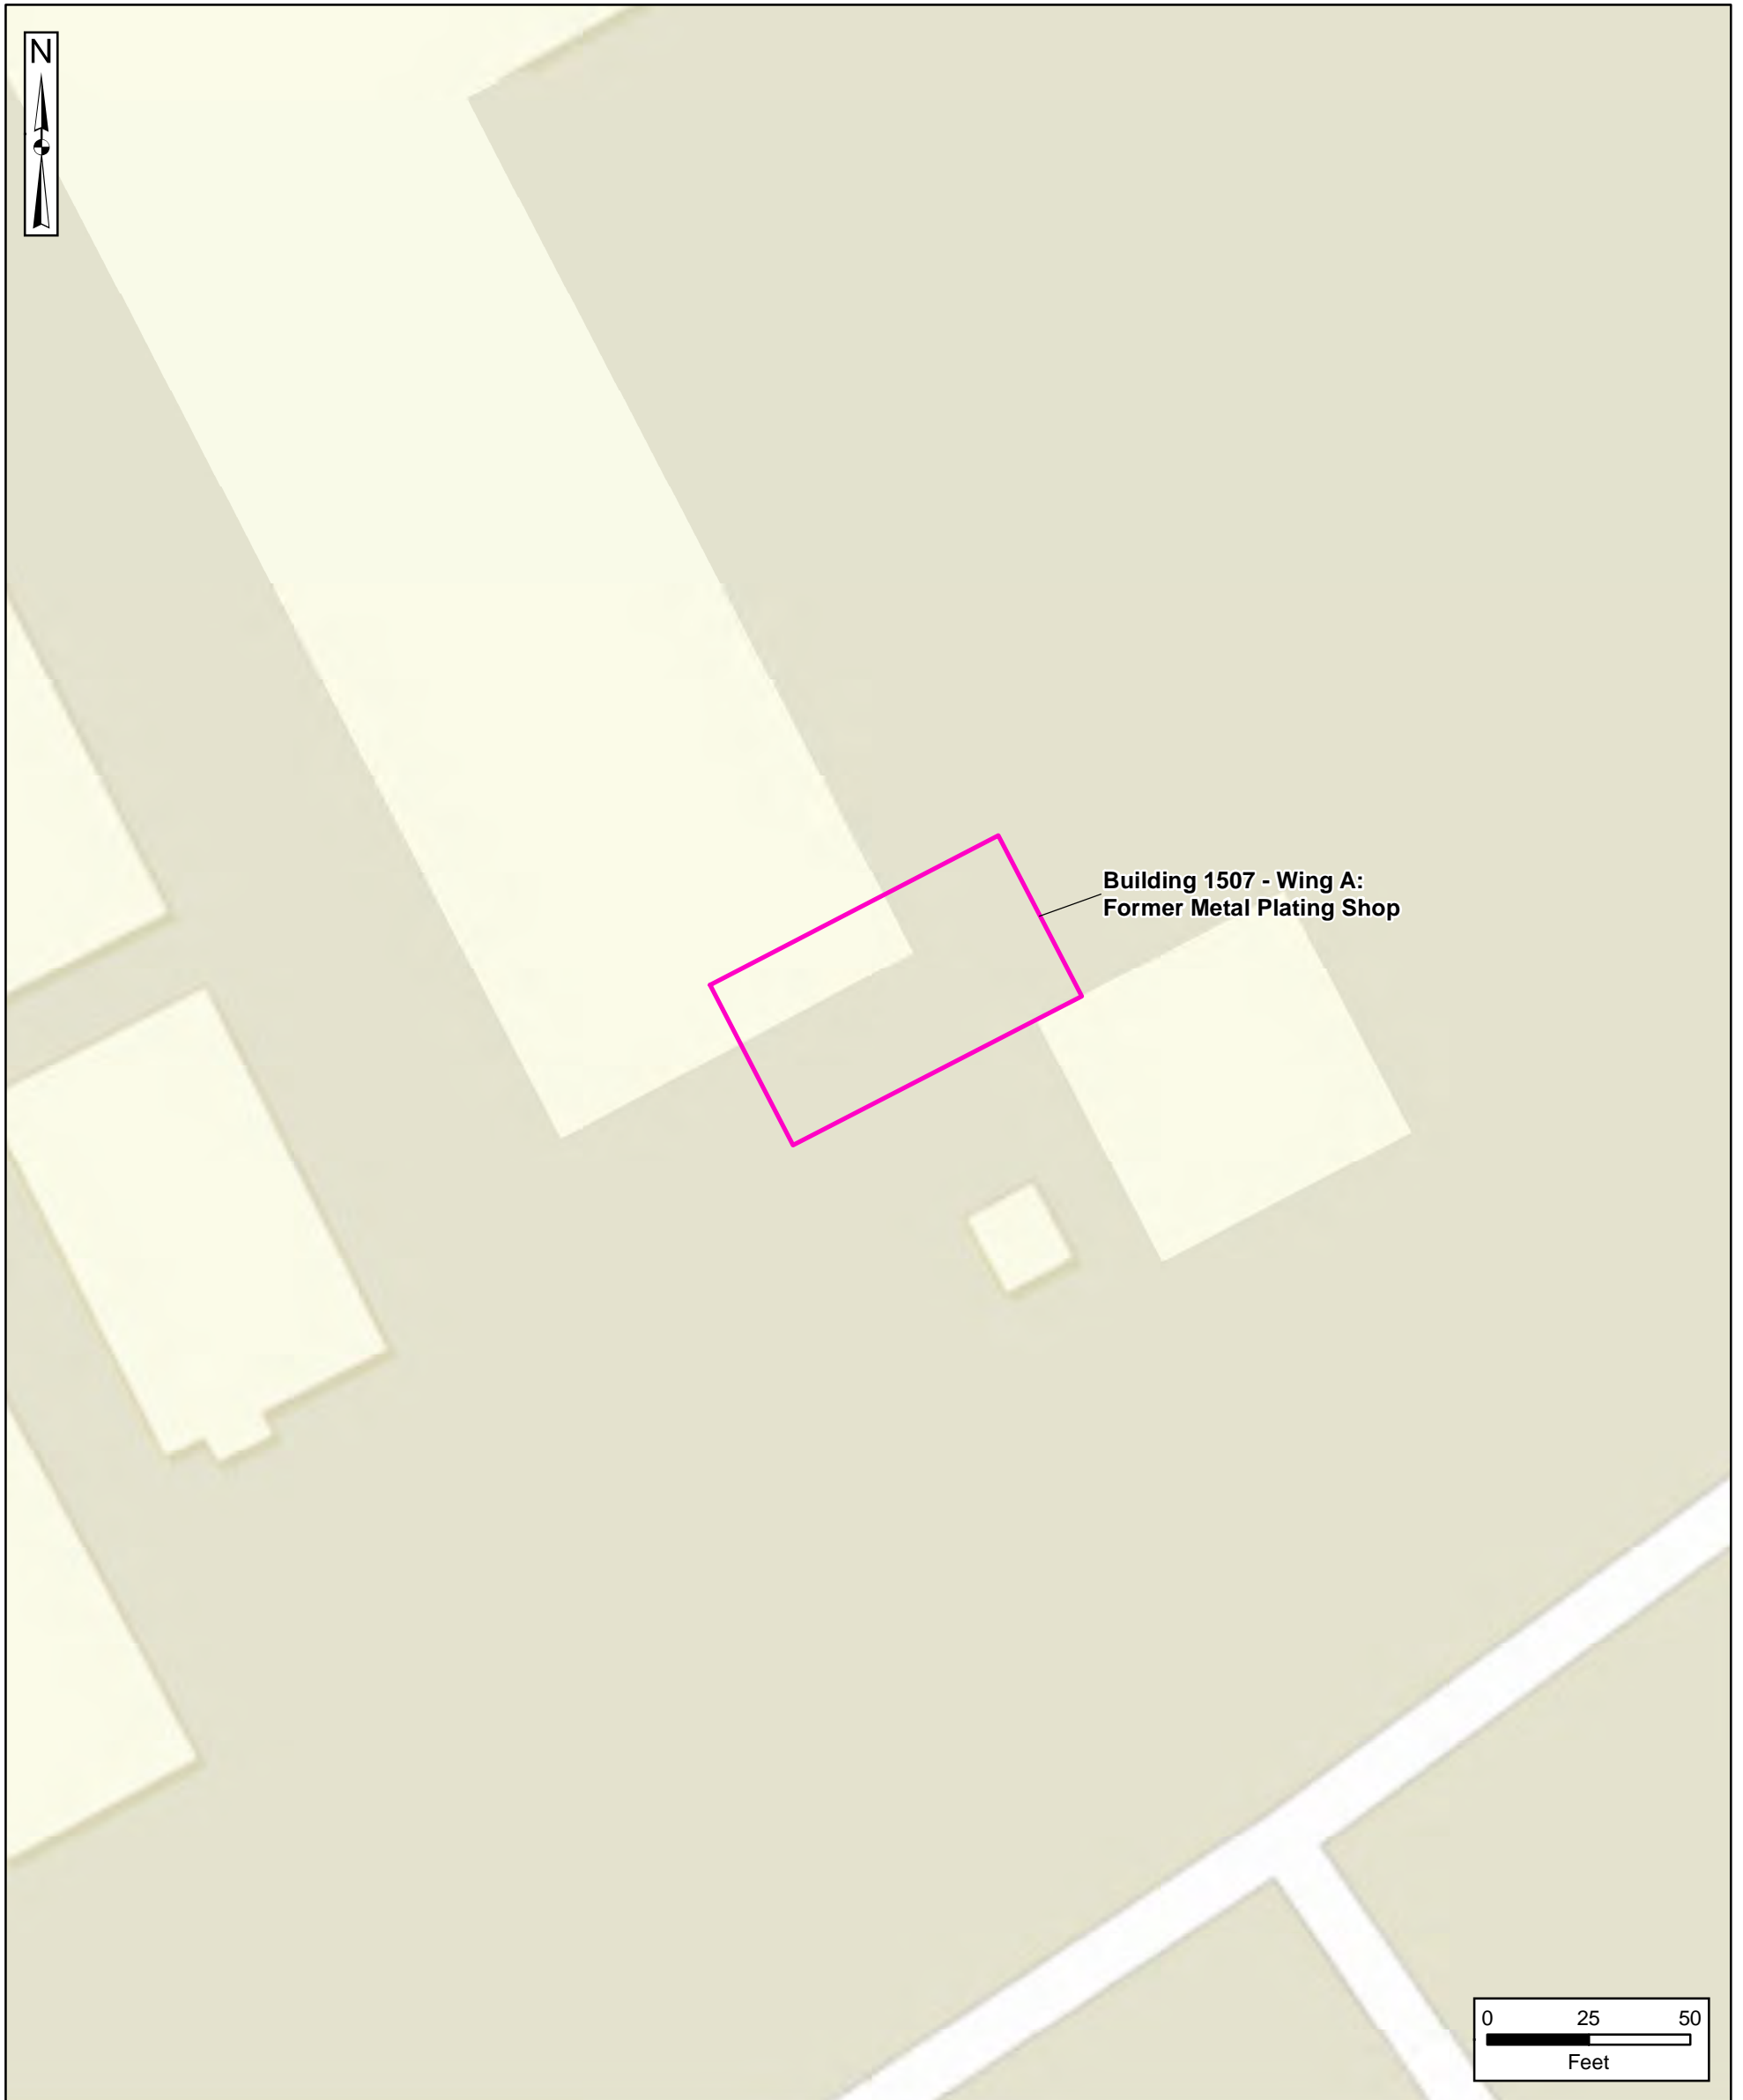 N
Building 1507 - Wing A:
Former Metal Plating Shop
0 25 50
Feet